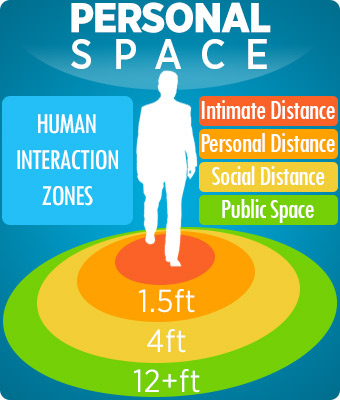 PERSONAL
SPACE
HUMAN
INTERACTION
ZONES
Intimate Distance
Personal Distance
Social Distance
Public Space
1.5ft
4ft
12+ft